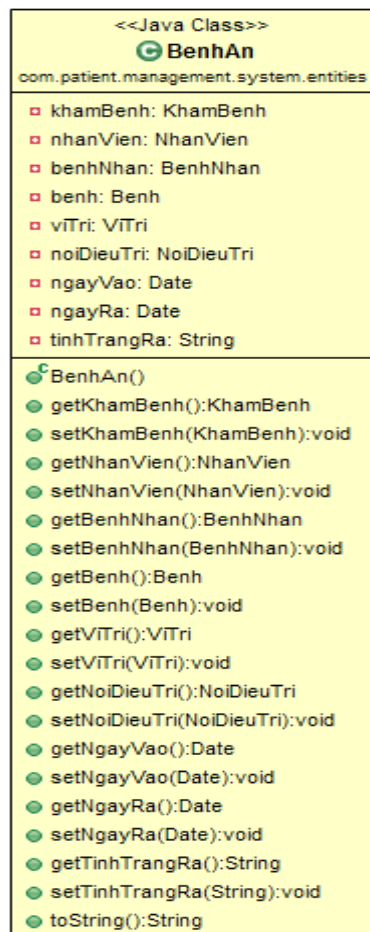 <<Java Class>>
BenhAn
com.patient.management.system.entities
khamBenh: KhamBenh
nhanVien: NhanVien
benhNhan: BenhNhan
benh: Benh
viTri: ViTri
noiDieuTri: NoiDieuTri
ngayVao: Date
ngayRa: Date
tinhTrangRa: String
BenhAn()
getKhamBenh():KhamBenh
setKhamBenh(KhamBenh):void
getNhanVien():NhanVien
setNhanVien(NhanVien):void
getBenhNhan():BenhNhan
setBenhNhan(BenhNhan):void
getBenh():Benh
setBenh(Benh):void
getViTri():ViTri
setViTri(ViTri):void
getNoiDieuTri():NoiDieuTri
setNoiDieuTri(NoiDieuTri):void
getNgayVao():Date
setNgayVao(Date):void
getNgayRa():Date
setNgayRa(Date):void
getTinhTrangRa():String
setTinhTrangRa(String):void
toString():String